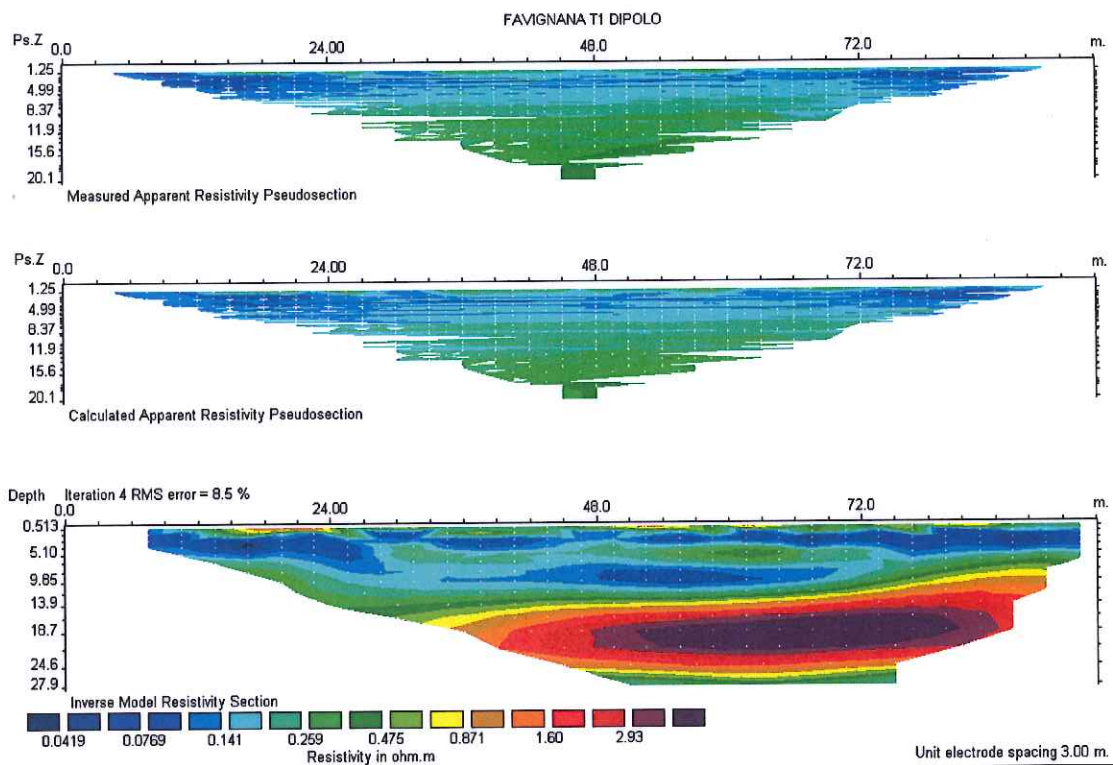 FAVIGNANA T1 DIPOLO
Ps.Z 0.0 24.00 48.0 72.0 m.
1.25
4.99
8.37
11.9
15.6
20.1
Measured Apparent Resistivity Pseudosection
Ps.Z 0.0 24.00 48.0 72.0 m.
1.25
4.99
8.37
11.9
15.6
20.1
Calculated Apparent Resistivity Pseudosection
Depth Iteration 4 RMS error = 8.5 %
0.0 24.00 48.0 72.0 m.
0.513
5.10
9.85
13.9
18.7
24.6
27.9
Inverse Model Resistivity Section
0.0419 0.0769 0.141 0.259 0.475 0.871 1.60 2.93
Resistivity in ohm.m
Unit electrode spacing 3.00 m.